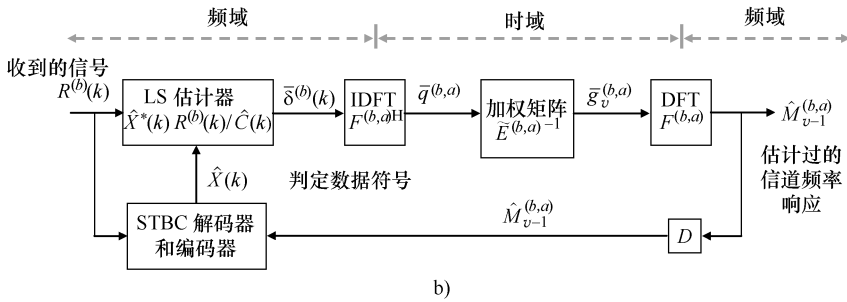 频域 时域 频域
收到的信号
R^(b)(k)
LS 估计器
X̂*(k) R^(b)(k)/Ĉ(k)
δ̄^(b)(k)
IDFT
F^(b,a)H
q̄^(b,a)
加权矩阵
Ẽ^(b,a)−1
ḡ_v^(b,a)
DFT
F^(b,a)
M̂_v−1^(b,a)
估计过的
信道频率
响应
X̂(k)
判定数据符号
STBC 解码器
和编码器
M̂_v−1^(b,a)
D
b)